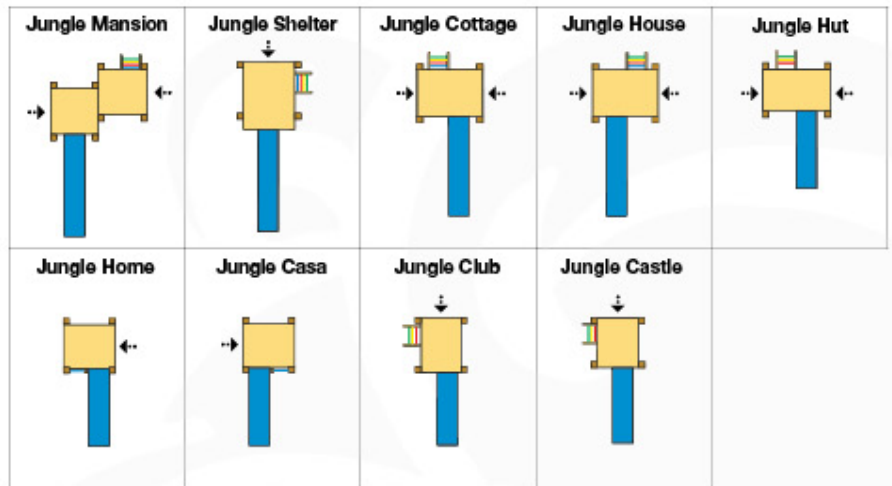 Jungle Mansion
Jungle Shelter
Jungle Cottage
Jungle House
Jungle Hut
Jungle Home
Jungle Casa
Jungle Club
Jungle Castle